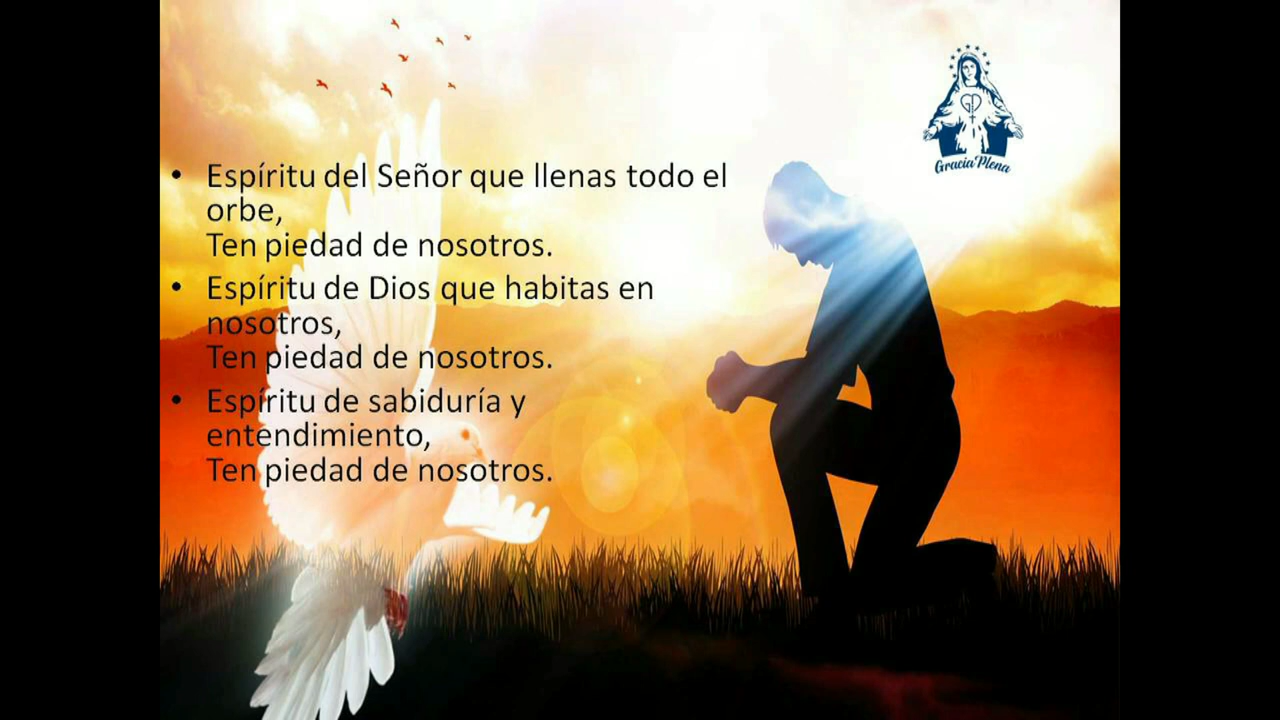 Gracia Plena
• Espíritu del Señor que llenas todo el
orbe,
Ten piedad de nosotros.
• Espíritu de Dios que habitas en
nosotros,
Ten piedad de nosotros.
• Espíritu de sabiduría y
entendimiento,
Ten piedad de nosotros.